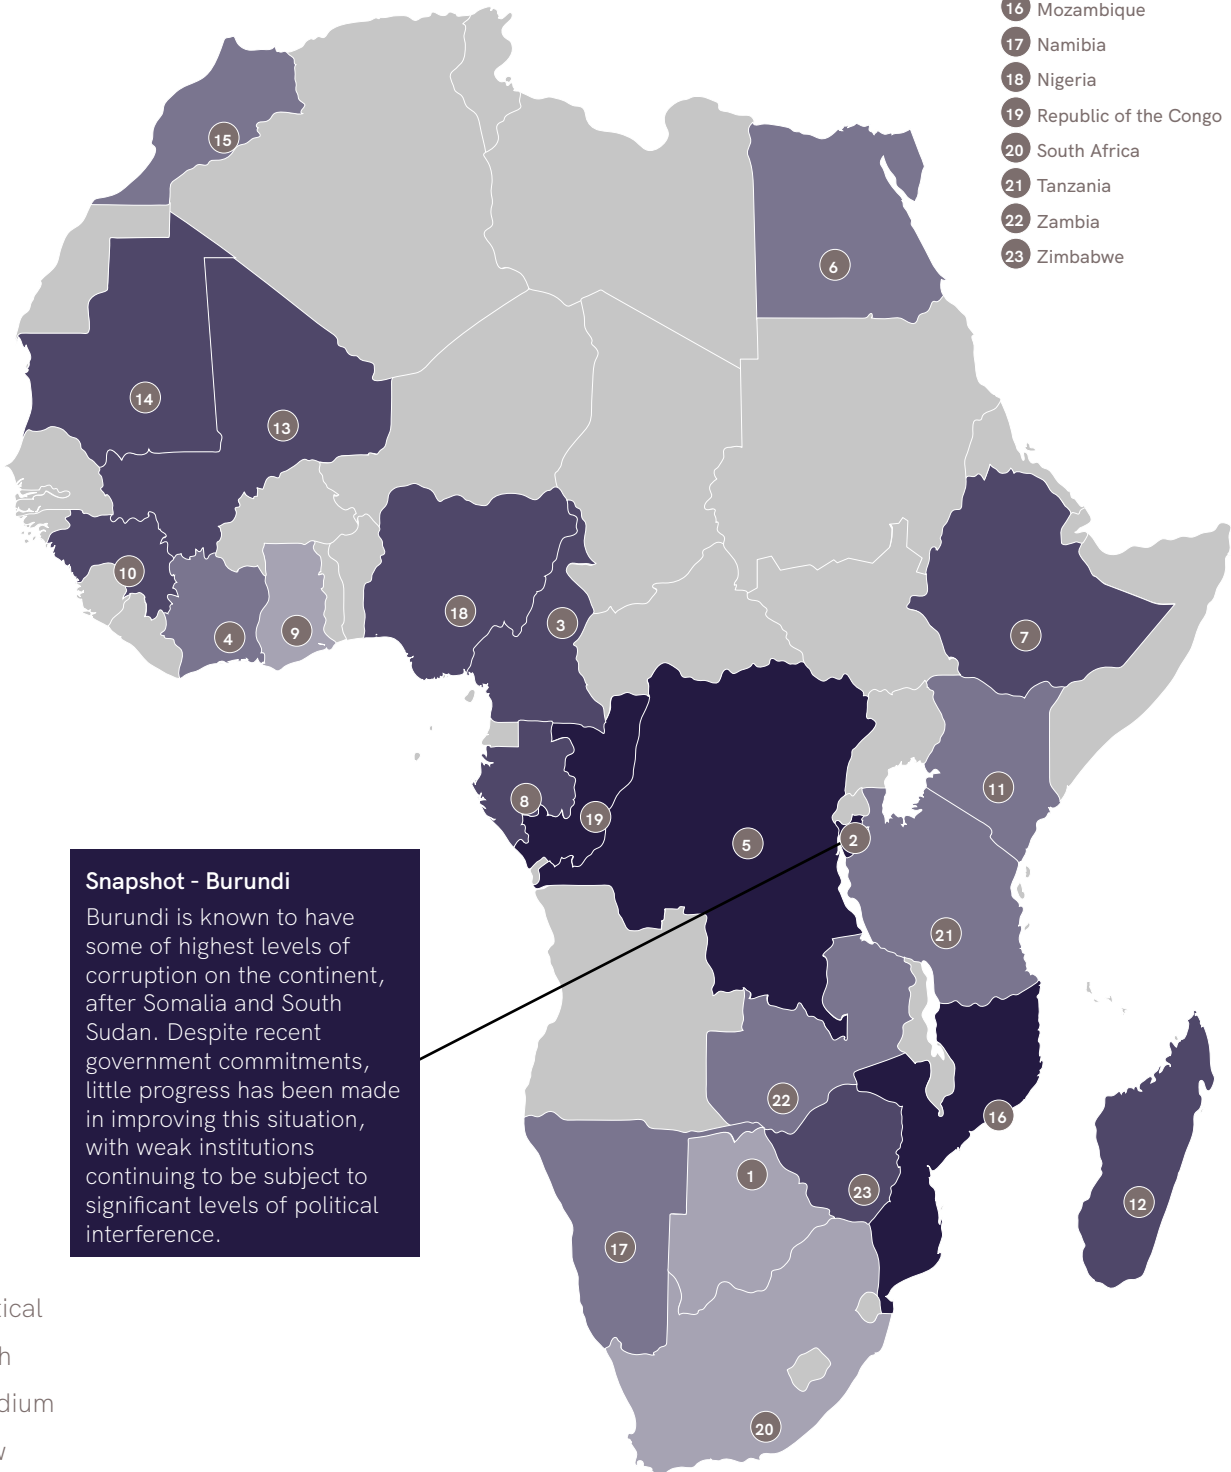 16 Mozambique
17 Namibia
18 Nigeria
19 Republic of the Congo
20 South Africa
21 Tanzania
22 Zambia
23 Zimbabwe
15
6
14
13
10
4
9
18
3
7
8
19
5
2
11
21
22
16
1
23
12
17
20
Snapshot - Burundi
Burundi is known to have
some of highest levels of
corruption on the continent,
after Somalia and South
Sudan. Despite recent
government commitments,
little progress has been made
in improving this situation,
with weak institutions
continuing to be subject to
significant levels of political
interference.